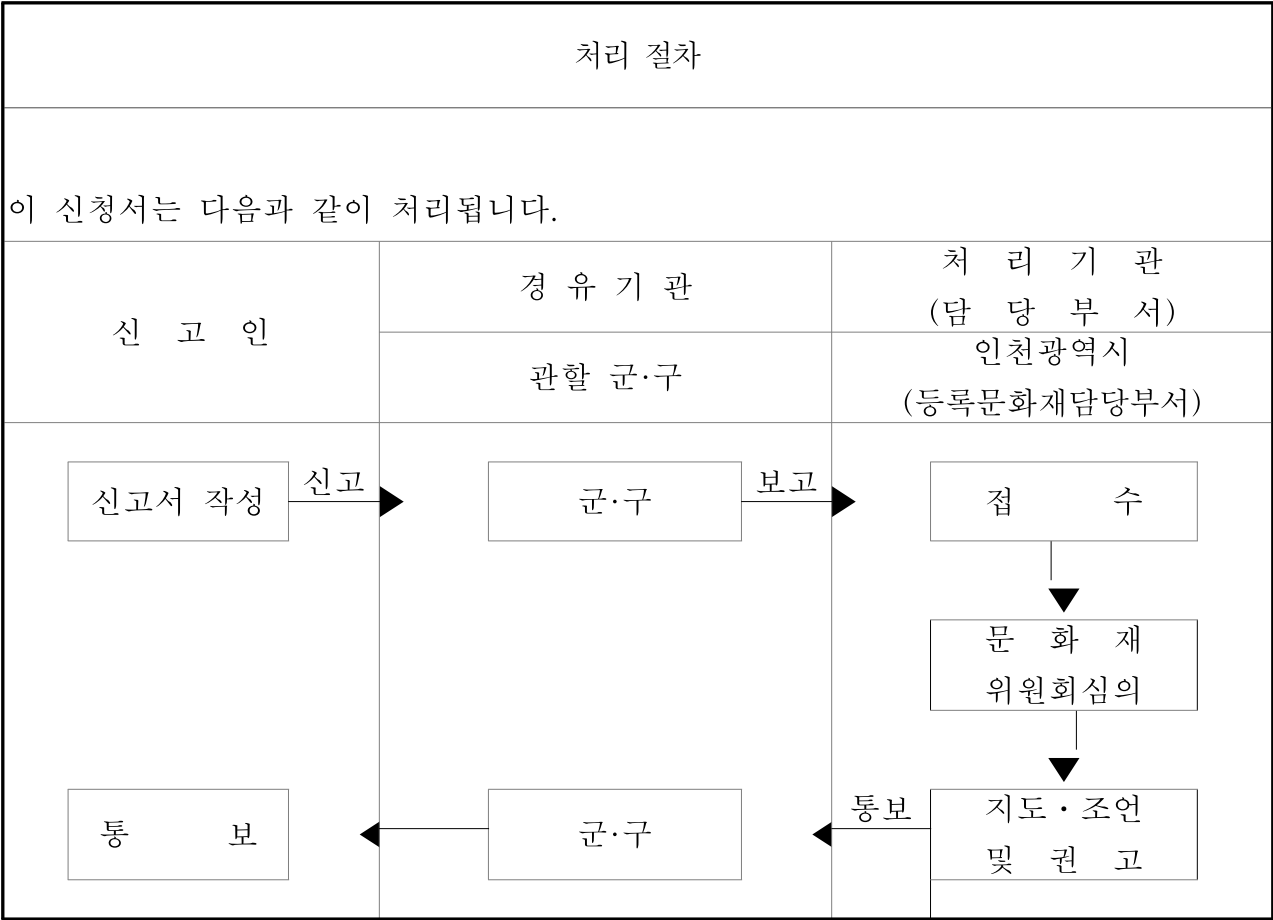 처리 절차
이 신청서는 다음과 같이 처리됩니다.
신 고 인
경 유 기 관
처 리 기 관
(담 당 부 서)
관할 군·구
인천광역시
(등록문화재담당부서)
신고서 작성
신고
군·구
보고
접 수
문 화 재
위원회심의
지도·조언
및 권 고
통보
군·구
통 보